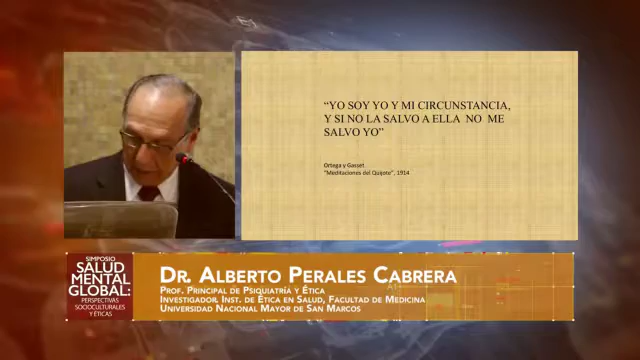 “YO SOY YO Y MI CIRCUNSTANCIA,
Y SI NO LA SALVO A ELLA NO ME
SALVO YO”
Ortega y Gasset
“Meditaciones del Quijote”, 1914
SIMPOSIO
SALUD
MENTAL
GLOBAL:
PERSPECTIVAS
SOCIOCULTURALES
Y ÉTICAS
DR. ALBERTO PERALES CABRERA
PROF. PRINCIPAL DE PSIQUIATRÍA Y ÉTICA
INVESTIGADOR. INST. DE ÉTICA EN SALUD, FACULTAD DE MEDICINA
UNIVERSIDAD NACIONAL MAYOR DE SAN MARCOS